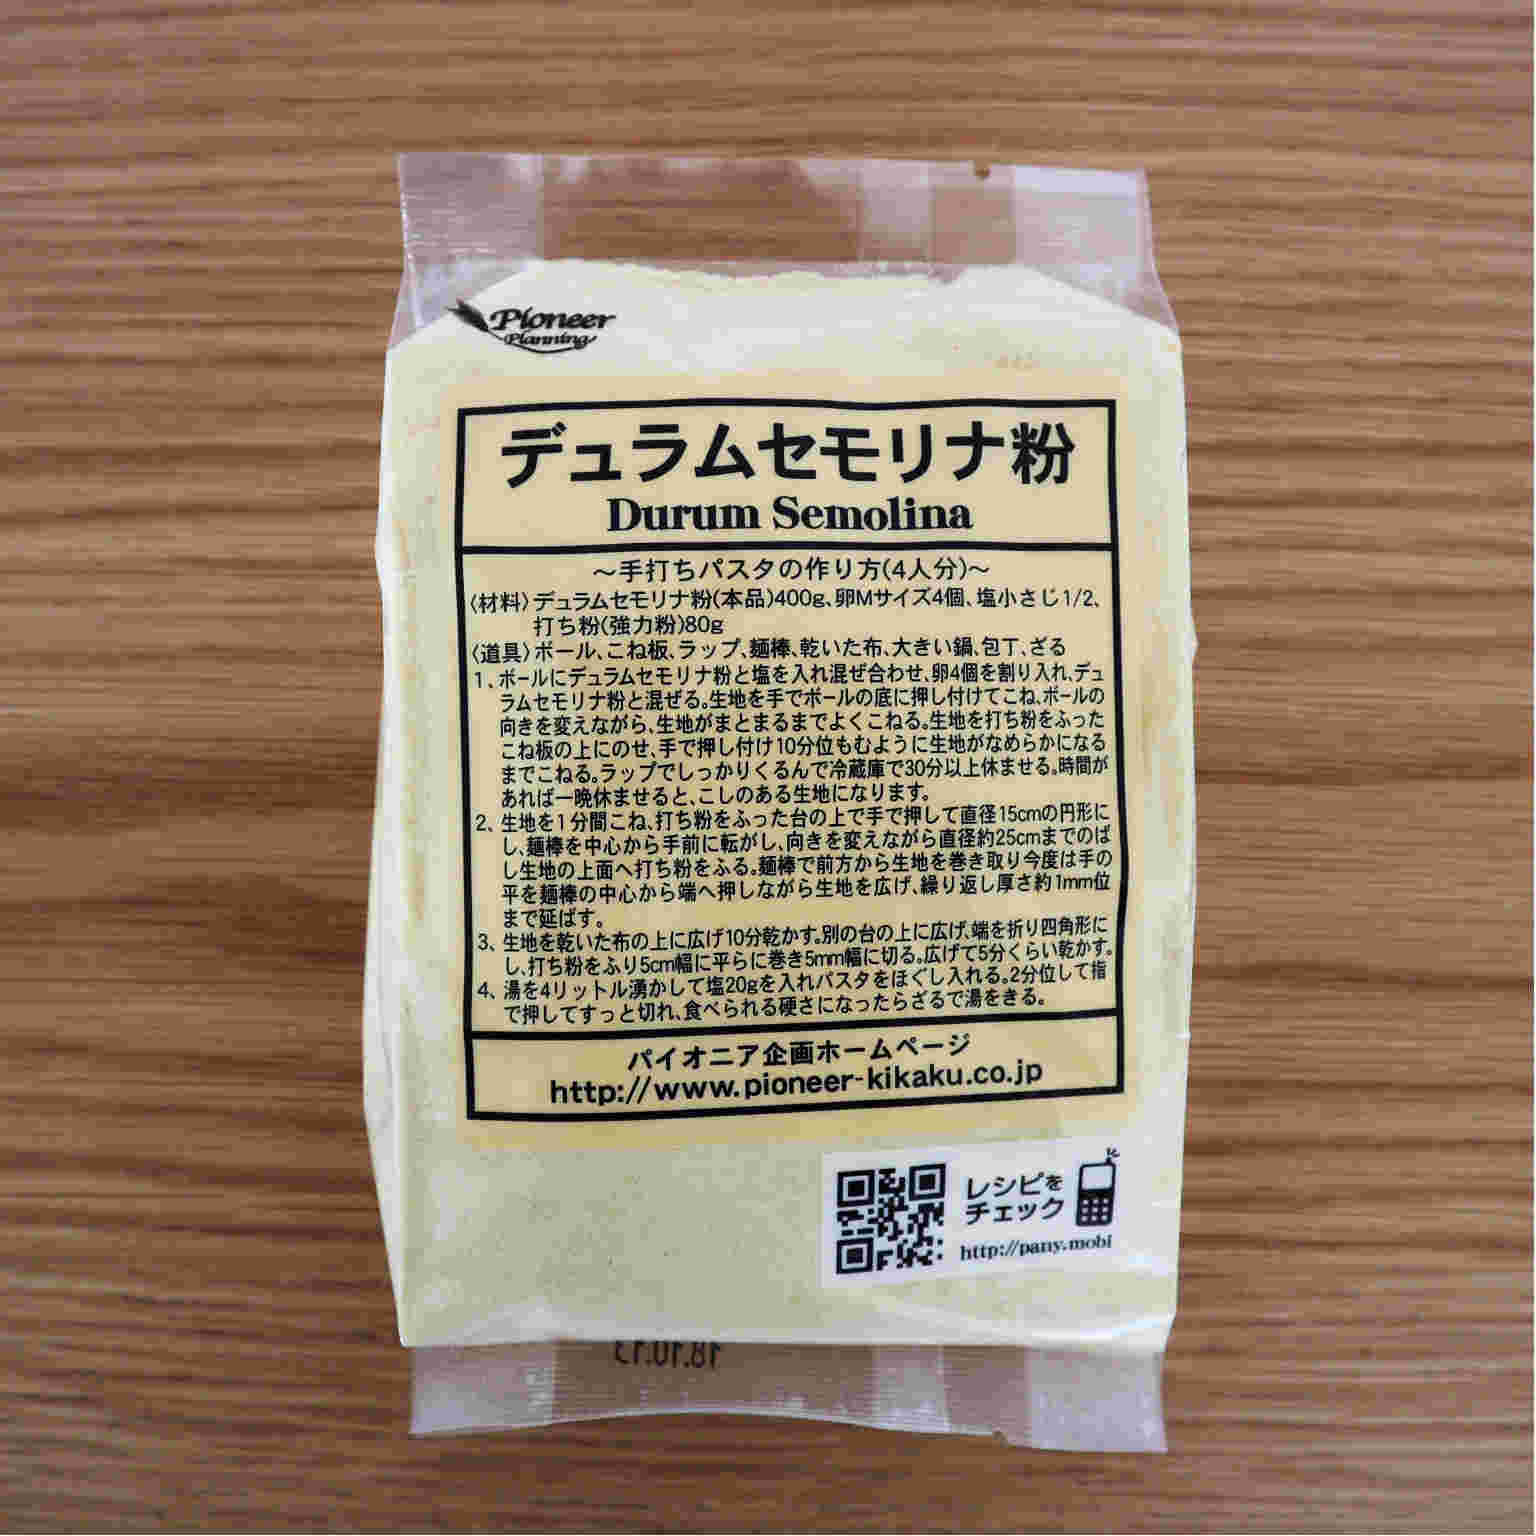 Pioneer
Planning
デュラムセモリナ粉
Durum Semolina
～手打ちパスタの作り方(4人分)～
〈材料〉デュラムセモリナ粉(本品)400g、卵Mサイズ4個、塩小さじ1/2、
打ち粉(強力粉)80g
〈道具〉ボール、こね板、ラップ、麺棒、乾いた布、大きい鍋、包丁、ざる
1、ボールにデュラムセモリナ粉と塩を入れ混ぜ合わせ、卵4個を割り入れ、デュ
ラムセモリナ粉と混ぜる。生地を手でボールの底に押し付けてこね、ボールの
向きを変えながら、生地がまとまるまでよくこねる。生地を打ち粉をふった
こね板の上にのせ、手で押し付け10分位もむように生地がなめらかになる
までこねる。ラップでしっかりくるんで冷蔵庫で30分以上休ませる。時間が
あれば一晩休ませると、こしのある生地になります。
2、生地を1分間こね、打ち粉をふった台の上で手で押して直径15cmの円形に
し、麺棒を中心から手前に転がし、向きを変えながら直径約25cmまでのば
し生地の上面へ打ち粉をふる。麺棒で前方から生地を巻き取り今度は手の
平を麺棒の中心から端へ押しながら生地を広げ、繰り返し厚さ約1mm位
まで延ばす。
3、生地を乾いた布の上に広げ10分乾かす。別の台の上に広げ、端を折り四角形に
し、打ち粉をふり5cm幅に平らに巻き5mm幅に切る。広げて5分くらい乾かす。
4、湯を4リットル湧かして塩20gを入れパスタをほぐし入れる。2分位して指
で押してすっと切れ、食べられる硬さになったらざるで湯をきる。
パイオニア企画ホームページ
http://www.pioneer-kikaku.co.jp
レシピを
チェック
http://pany.mobi
18.10.13